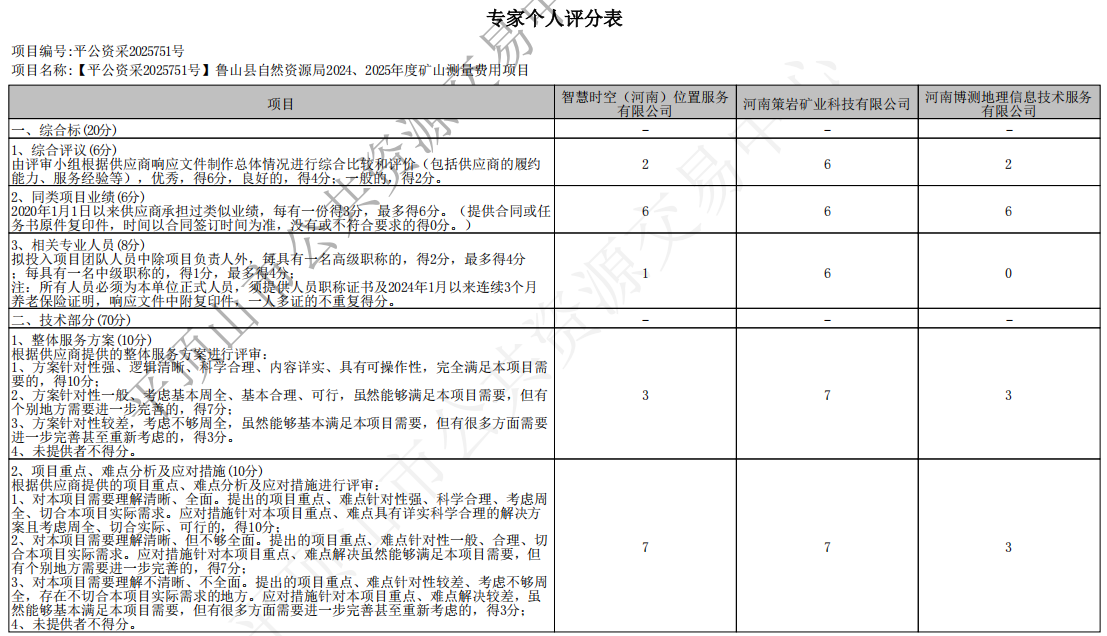 专家个人评分表
项目编号:平公资采2025751号
项目名称:【平公资采2025751号】鲁山县自然资源局2024、2025年度矿山测量费用项目
项目 智慧时空（河南）位置服务有限公司 河南策岩矿业科技有限公司 河南博测地理信息技术服务有限公司
一、综合标(20分) - - -
1、综合评议(6分)
由评审小组根据供应商响应文件制作总体情况进行综合比较和评价（包括供应商的履约
能力、服务经验等），优秀，得6分，良好的，得4分；一般的，得2分。
2 6 2
2、同类项目业绩(6分)
2020年1月1日以来供应商承担过类似业绩，每有一份得3分，最多得6分。（提供合同或任
务书原件复印件，时间以合同签订时间为准，没有或不符合要求的得0分。）
6 6 6
3、相关专业人员(8分)
拟投入项目团队人员中除项目负责人外，每具有一名高级职称的，得2分，最多得4分
；每具有一名中级职称的，得1分，最多得4分；
注：所有人员必须为本单位正式人员，须提供人员职称证书及2024年1月以来连续3个月
养老保险证明，响应文件中附复印件。一人多证的不重复得分。
1 6 0
二、技术部分(70分) - - -
1、整体服务方案(10分)
根据供应商提供的整体服务方案进行评审：
1、方案针对性强、逻辑清晰、科学合理、内容详实、具有可操作性，完全满足本项目需
要的，得10分；
2、方案针对性一般、考虑基本周全、基本合理、可行，虽然能够满足本项目需要，但有
个别地方需要进一步完善的，得7分；
3、方案针对性较差，考虑不够周全，虽然能够基本满足本项目需要，但有很多方面需要
进一步完善甚至重新考虑的，得3分。
4、未提供者不得分。
3 7 3
2、项目重点、难点分析及应对措施(10分)
根据供应商提供的项目重点、难点分析及应对措施进行评审：
1、对本项目需要理解清晰、全面。提出的项目重点、难点针对性强、科学合理、考虑周
全、切合本项目实际需求。应对措施针对本项目重点、难点具有详实科学合理的解决方
案且考虑周全、切合实际、可行的，得10分；
2、对本项目需要理解清晰、但不够全面。提出的项目重点、难点针对性一般、合理、切
合本项目实际需求。应对措施针对本项目重点、难点解决虽然能够满足本项目需要，但
有个别地方需要进一步完善的，得7分；
3、对本项目需要理解不清晰、不全面。提出的项目重点、难点针对性较差、考虑不够周
全，存在不切合本项目实际需求的地方。应对措施针对本项目重点、难点解决较差，虽
然能够基本满足本项目需要，但有很多方面需要进一步完善甚至重新考虑的，得3分；
4、未提供者不得分。
7 7 3
平顶山市公共资源交易中
平顶山市公共资源交易中心